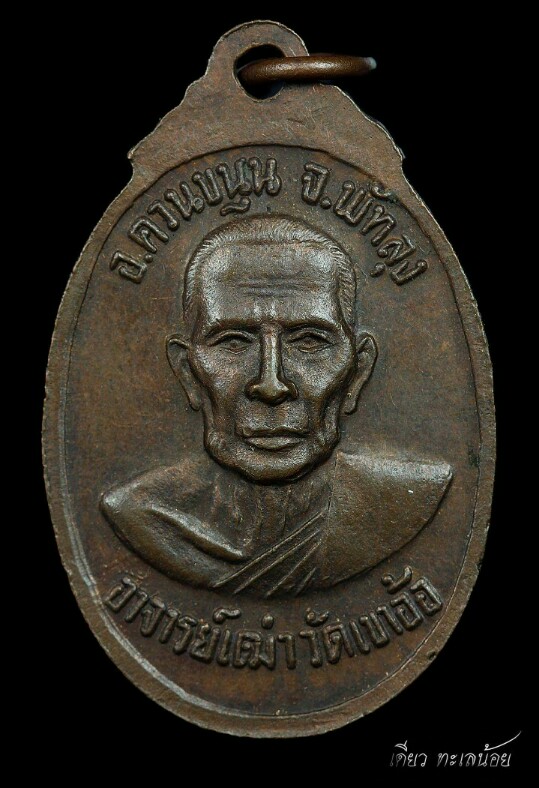 อ.ควนขนุน จ.พัทลุง
อาจารย์เฒ่าวัดเขาอ้อ
เดียว ทะเลน้อย